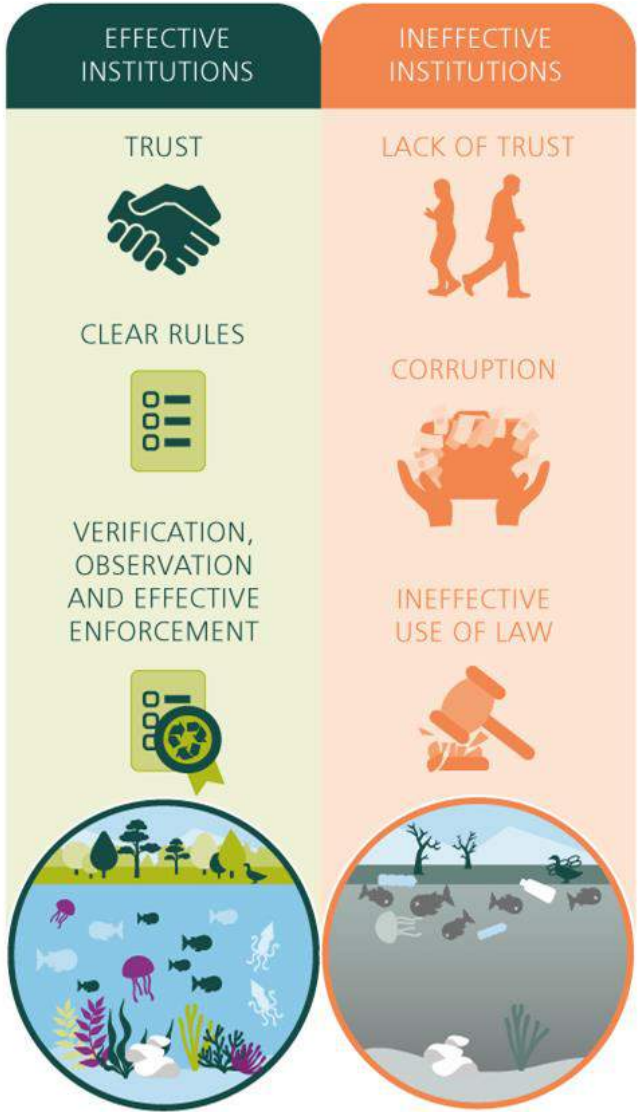 EFFECTIVE
INSTITUTIONS
TRUST
CLEAR RULES
VERIFICATION,
OBSERVATION
AND EFFECTIVE
ENFORCEMENT
INEFFECTIVE
INSTITUTIONS
LACK OF TRUST
CORRUPTION
INEFFECTIVE
USE OF LAW